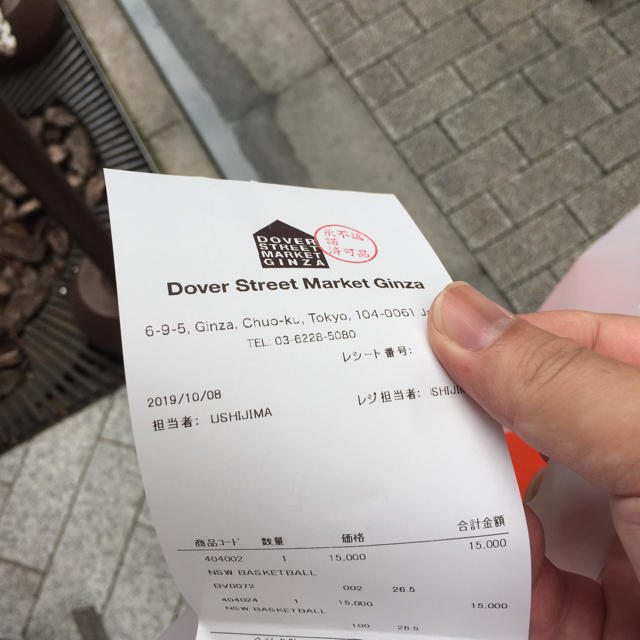 DOVER
STREET
MARKET
GINZA
返品不可
承諾済
Dover Street Market Ginza
6-9-5, Ginza, Chuo-ku, Tokyo, 104-0061
TEL: 03-6228-5080
レシート番号:
2019/10/08
担当者: USHIJIMA
レジ担当者:
商品コード 数量 価格 合計金額
404002 1 15,000 15,000
NSW BASKETBALL
BV0072 002 26.5
404024 1 15,000 15,000
NSW BASKETBALL
100 26.5